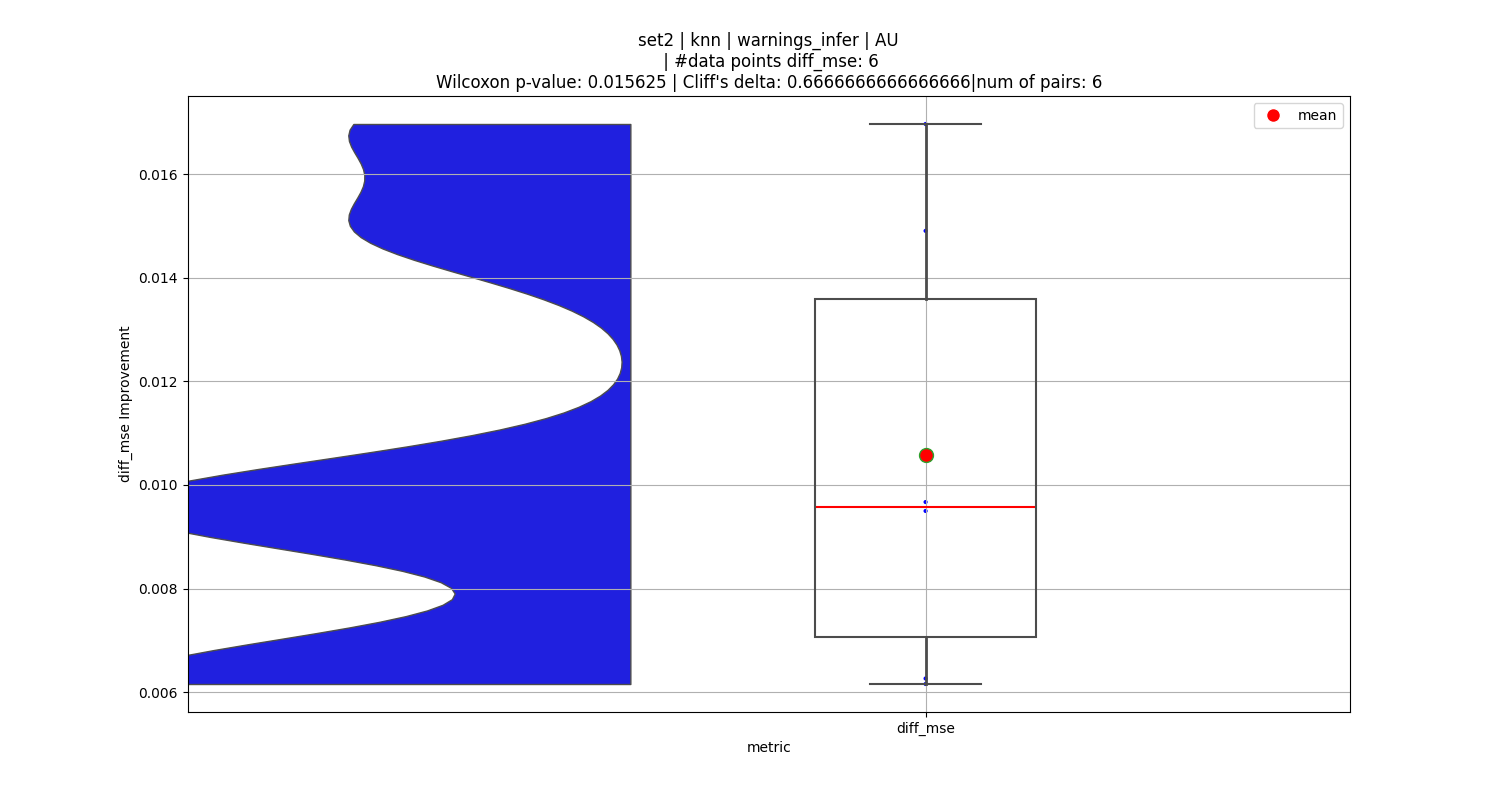 set2 | knn | warnings_infer | AU
| #data points diff_mse: 6
Wilcoxon p-value: 0.015625 | Cliff's delta: 0.6666666666666666|num of pairs: 6
mean
0.016
0.014
0.012
0.010
0.008
0.006
diff_mse Improvement
diff_mse
metric